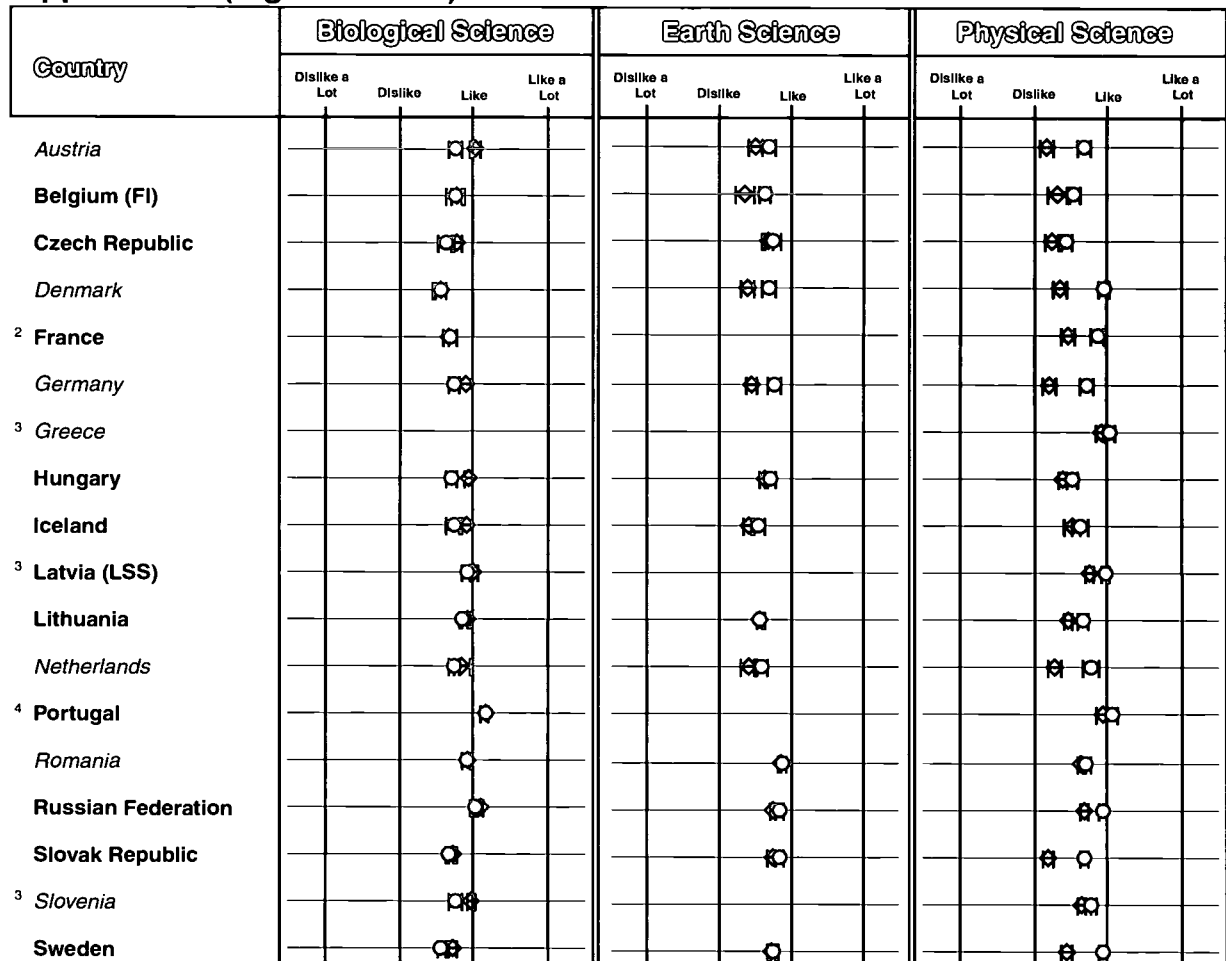 Biological Science Earth Science Physical Science
Country
Dislike a Lot Dislike Like Like a Lot Dislike a Lot Dislike Like Like a Lot Dislike a Lot Dislike Like Like a Lot
Austria
Belgium (Fl)
Czech Republic
Denmark
2 France
Germany
3 Greece
Hungary
Iceland
3 Latvia (LSS)
Lithuania
Netherlands
4 Portugal
Romania
Russian Federation
Slovak Republic
3 Slovenia
Sweden